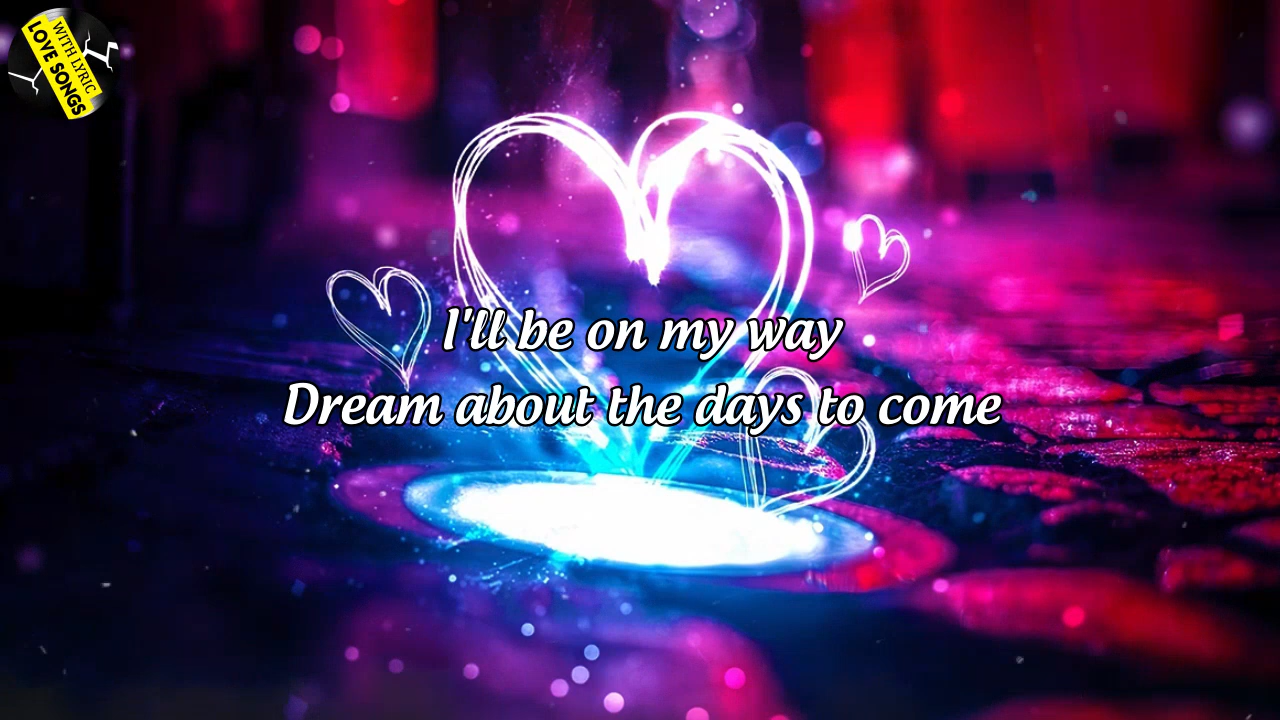 WITH LYRIC
LOVE SONGS
I'll be on my way
Dream about the days to come